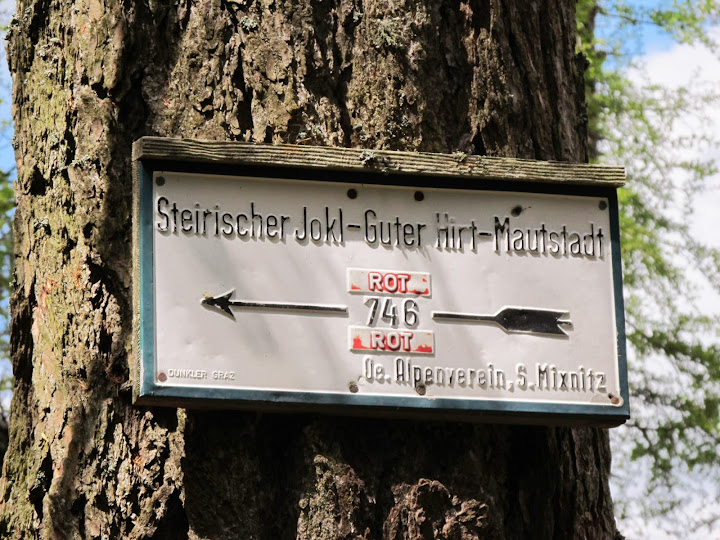 Steirischer Jokl-Guter Hirt-Mautstadt
ROT
746
ROT
Oe. Alpenverein, S. Mixnitz
DUNKLER GRAZ